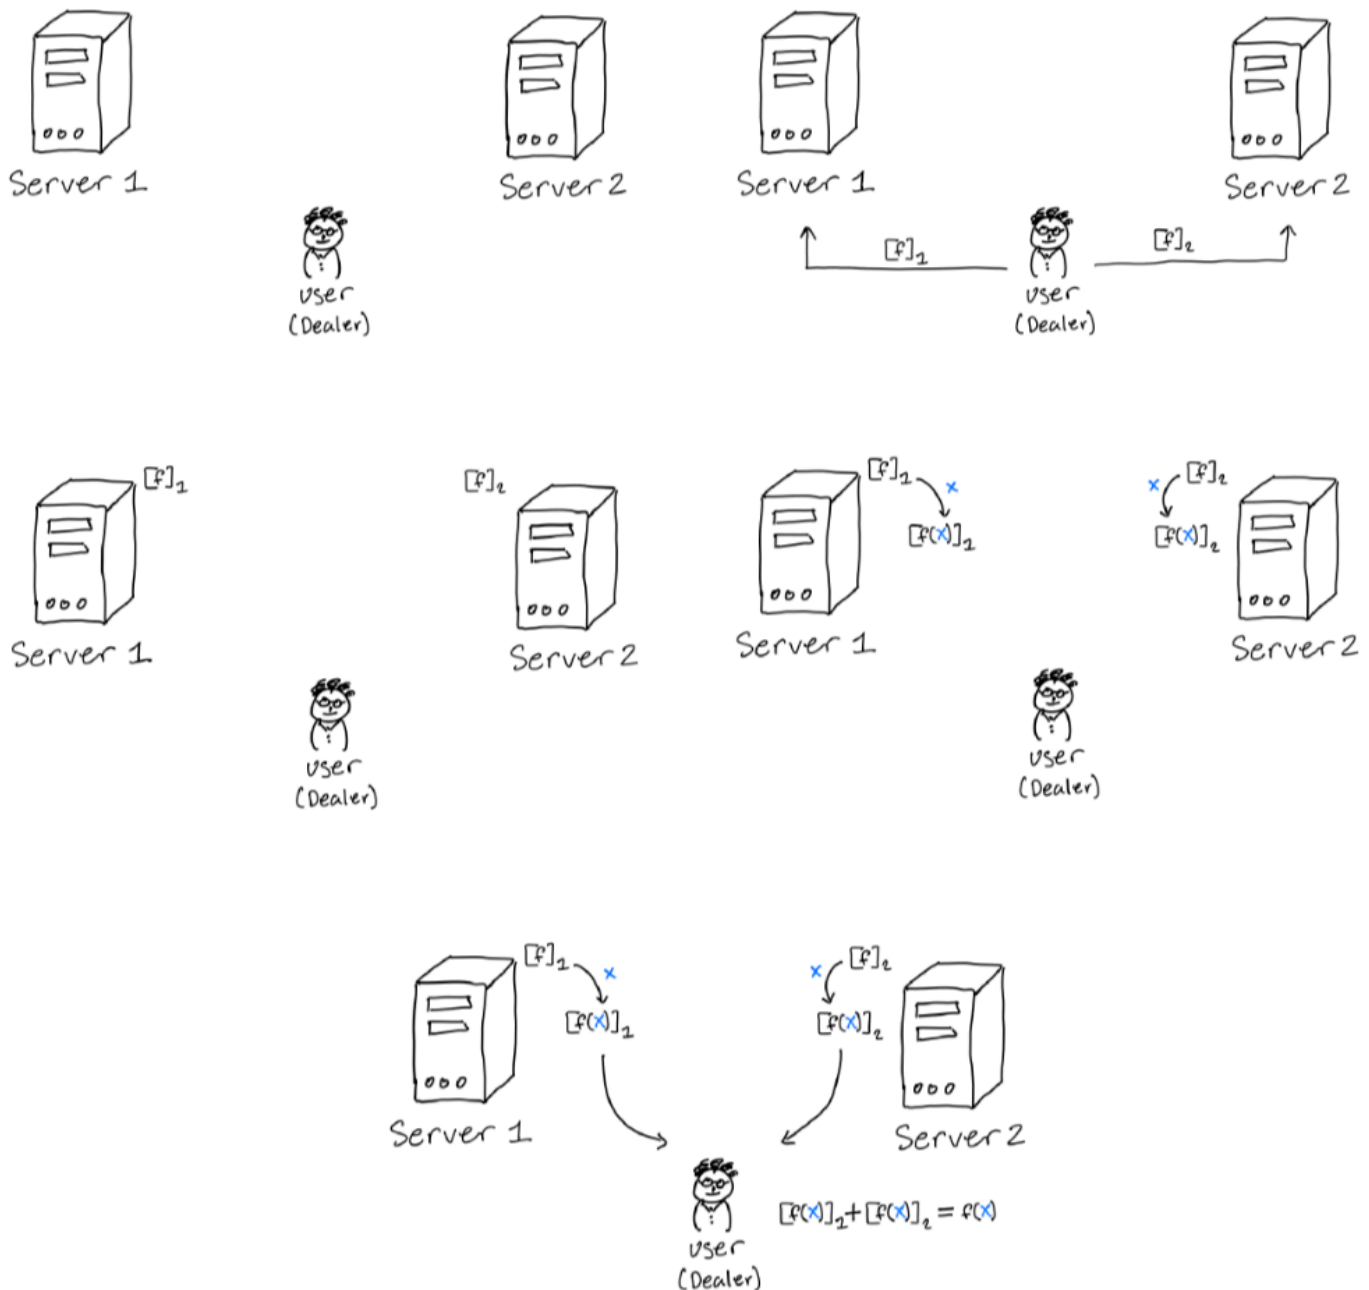 Server 1
Server 2
User
(Dealer)
Server 1
Server 2
[f]₁
[f]₂
User
(Dealer)
[f]₁
[f]₂
Server 1
Server 2
User
(Dealer)
[f]₁
x
[f(x)]₁
[f]₂
x
[f(x)]₂
Server 1
Server 2
User
(Dealer)
[f]₁
x
[f(x)]₁
[f]₂
x
[f(x)]₂
Server 1
Server 2
[f(x)]₁+[f(x)]₂=f(x)
User
(Dealer)